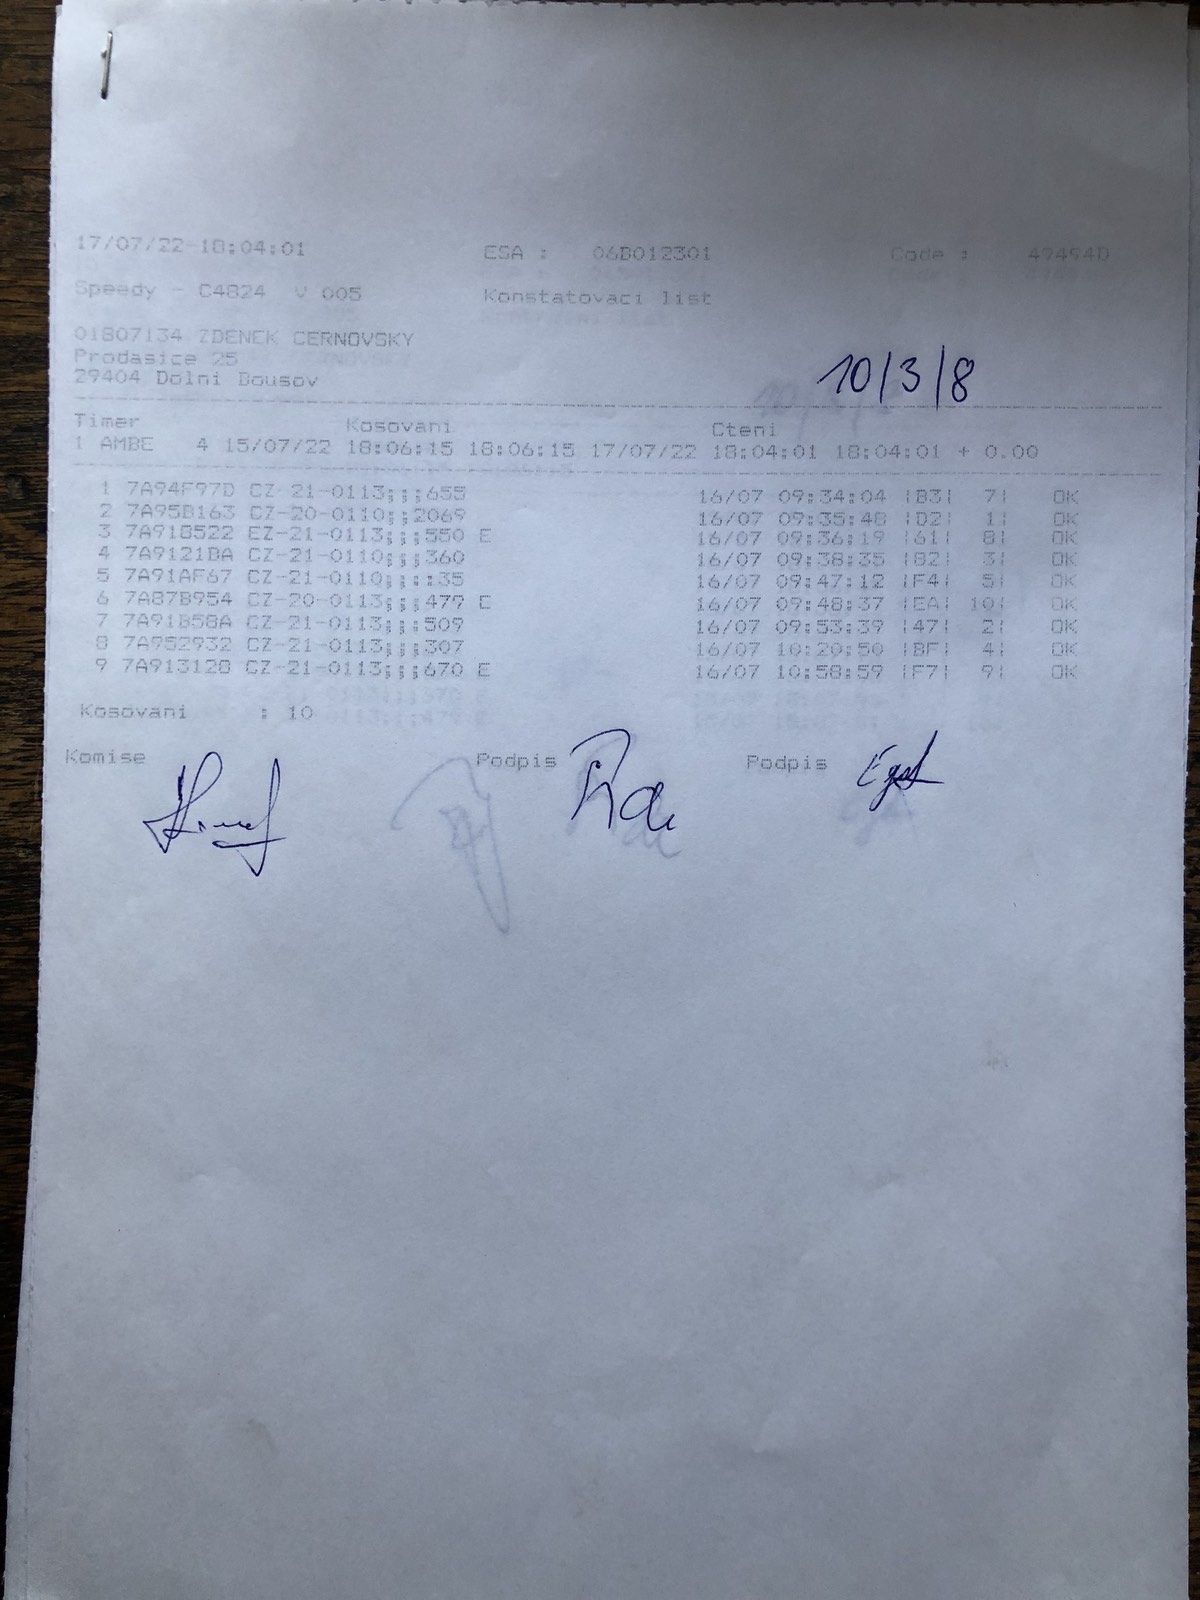 17/07/22-18:04:01 ESA : 06B012301 Code : 49494D
Speedy - C4824 V 005 Konstatovaci list
01807134 ZDENEK CERNOVSKY
Prodasice 25
29404 Dolni Bousov
10/3/8
Timer Kosovani Cteni
1 AMBE 4 15/07/22 18:06:15 18:06:15 17/07/22 18:04:01 18:04:01 + 0.00
1 7A94F97D CZ-21-0113;;;655 16/07 09:34:04 |B3| 7| OK
2 7A95B163 CZ-20-0110;;2069 16/07 09:35:48 |D2| 1| OK
3 7A918522 EZ-21-0113;;;550 E 16/07 09:36:19 |61| 8| OK
4 7A9121BA CZ-21-0110;;;360 16/07 09:38:35 |82| 3| OK
5 7A91AF67 CZ-21-0110;;;;35 16/07 09:47:12 |F4| 5| OK
6 7A87B954 CZ-20-0113;;;479 E 16/07 09:48:37 |EA| 10| OK
7 7A91B58A CZ-21-0113;;;509 16/07 09:53:39 |47| 2| OK
8 7A952932 CZ-21-0113;;;307 16/07 10:20:50 |BF| 4| OK
9 7A913128 CZ-21-0113;;;670 E 16/07 10:58:59 |F7| 9| OK
Kosovani : 10
Komise Podpis Podpis